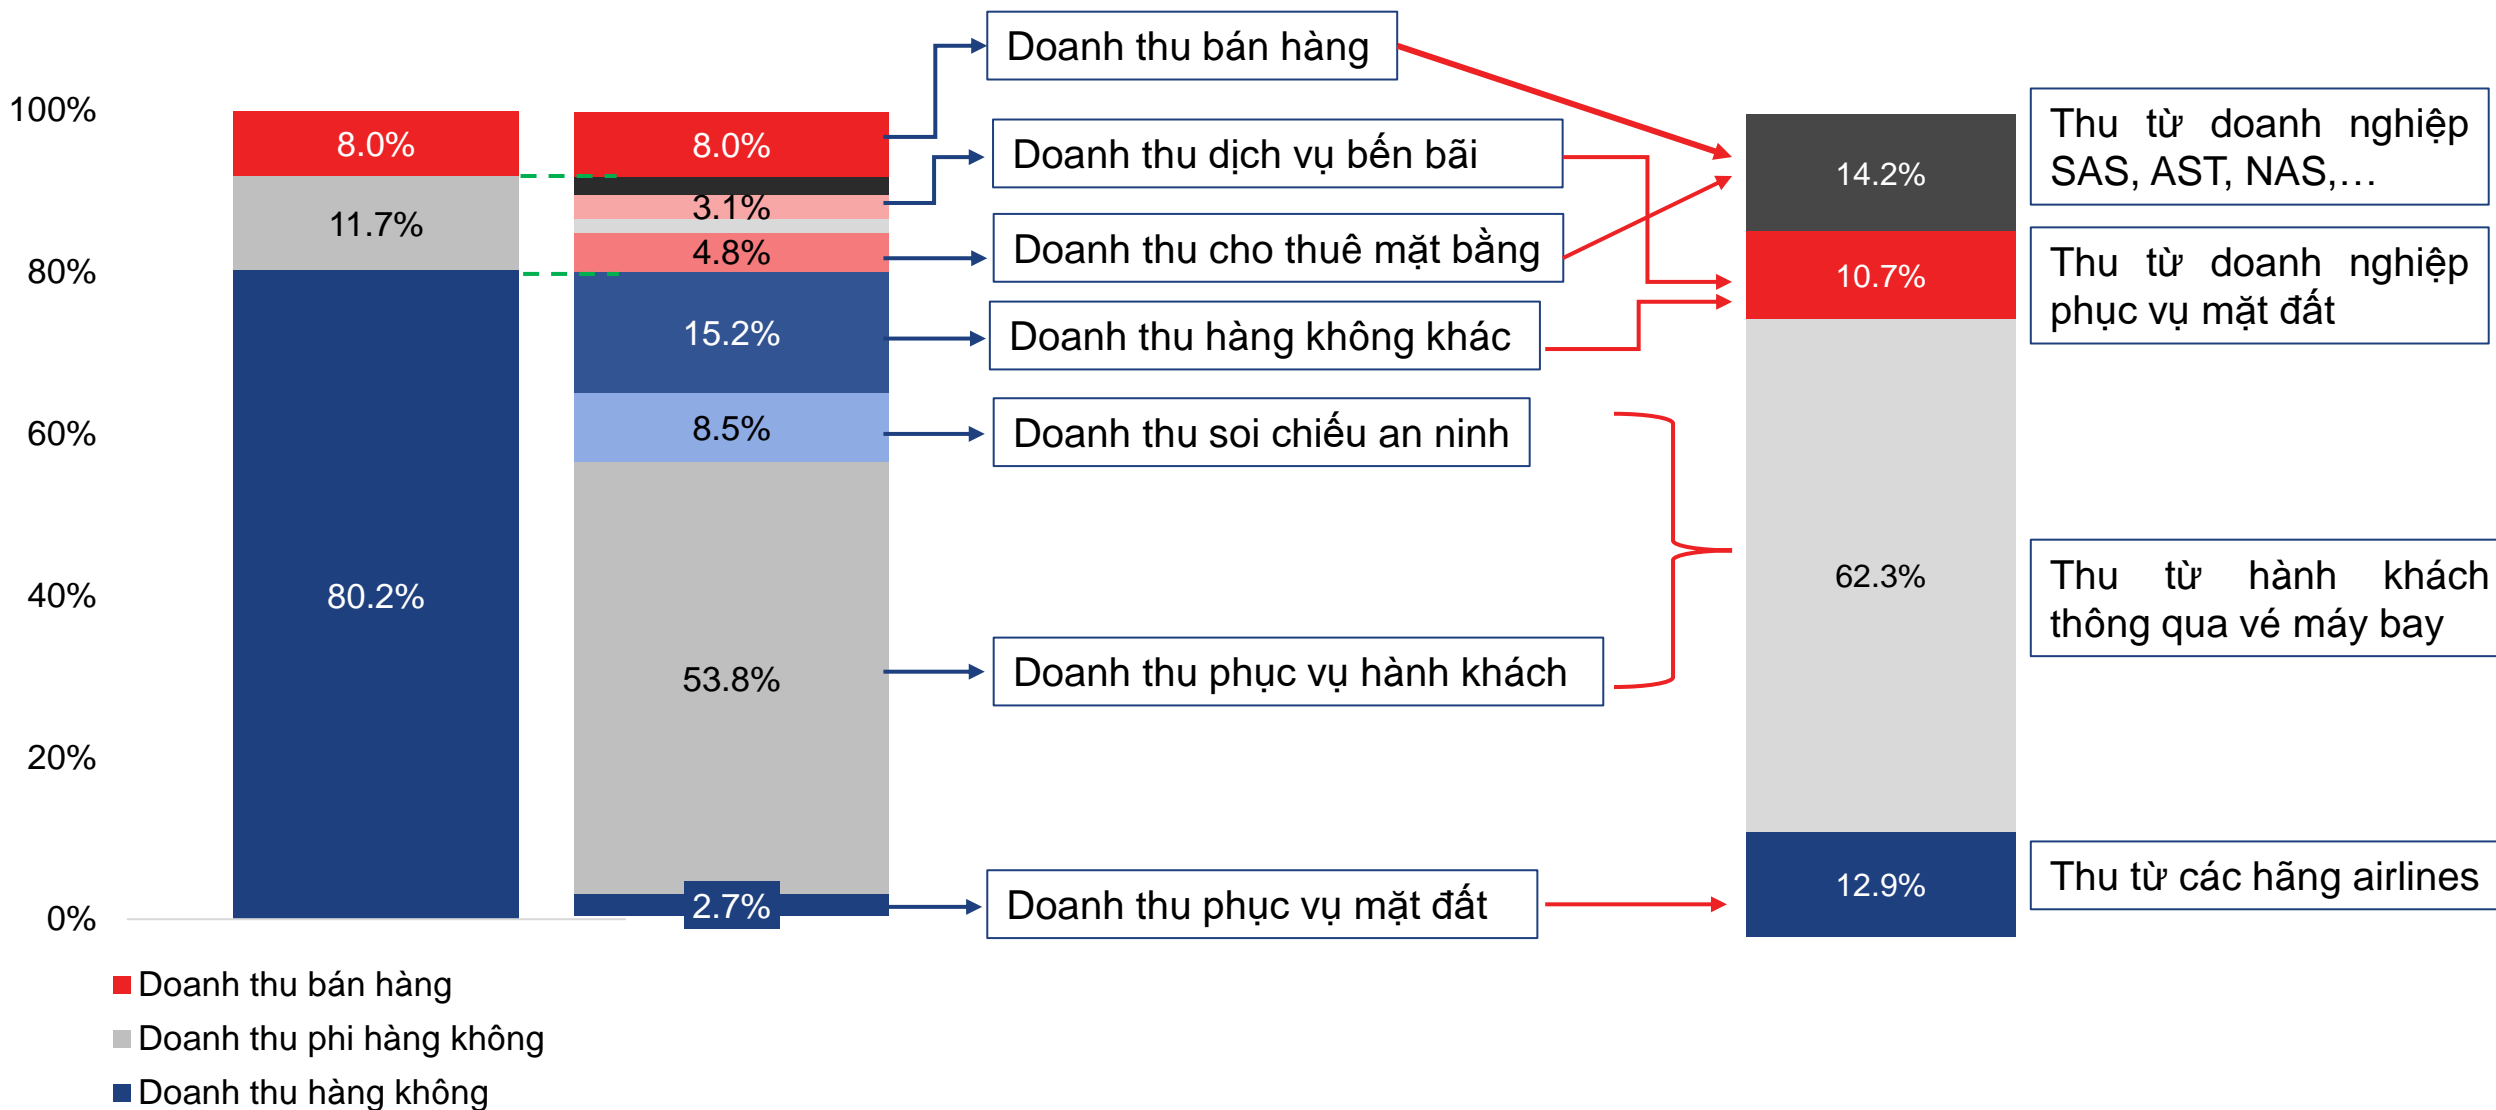 100%
80%
60%
40%
20%
0%
8.0%
11.7%
80.2%
8.0%
3.1%
4.8%
15.2%
8.5%
53.8%
2.7%
Doanh thu bán hàng
Doanh thu dịch vụ bến bãi
Doanh thu cho thuê mặt bằng
Doanh thu hàng không khác
Doanh thu soi chiếu an ninh
Doanh thu phục vụ hành khách
Doanh thu phục vụ mặt đất
14.2%
10.7%
62.3%
12.9%
Thu từ doanh nghiệp
SAS, AST, NAS,…
Thu từ doanh nghiệp
phục vụ mặt đất
Thu từ hành khách
thông qua vé máy bay
Thu từ các hãng airlines
Doanh thu bán hàng
Doanh thu phi hàng không
Doanh thu hàng không